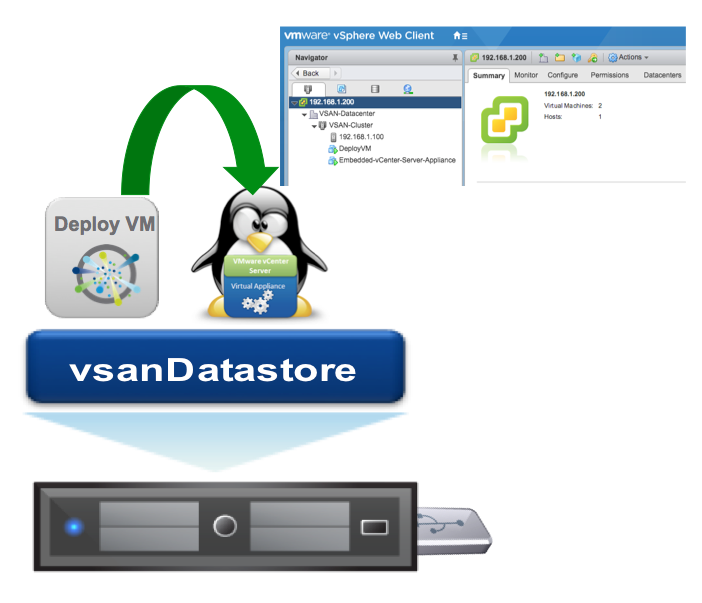 vmware® vSphere Web Client
Navigator
Back
192.168.1.200
VSAN-Datacenter
VSAN-Cluster
192.168.1.100
DeployVM
Embedded-vCenter-Server-Appliance
192.168.1.200
Actions
Summary Monitor Configure Permissions Datacenters
192.168.1.200
Virtual Machines: 2
Hosts: 1
Deploy VM
VMware vCenter
Server
Virtual Appliance
vsanDatastore